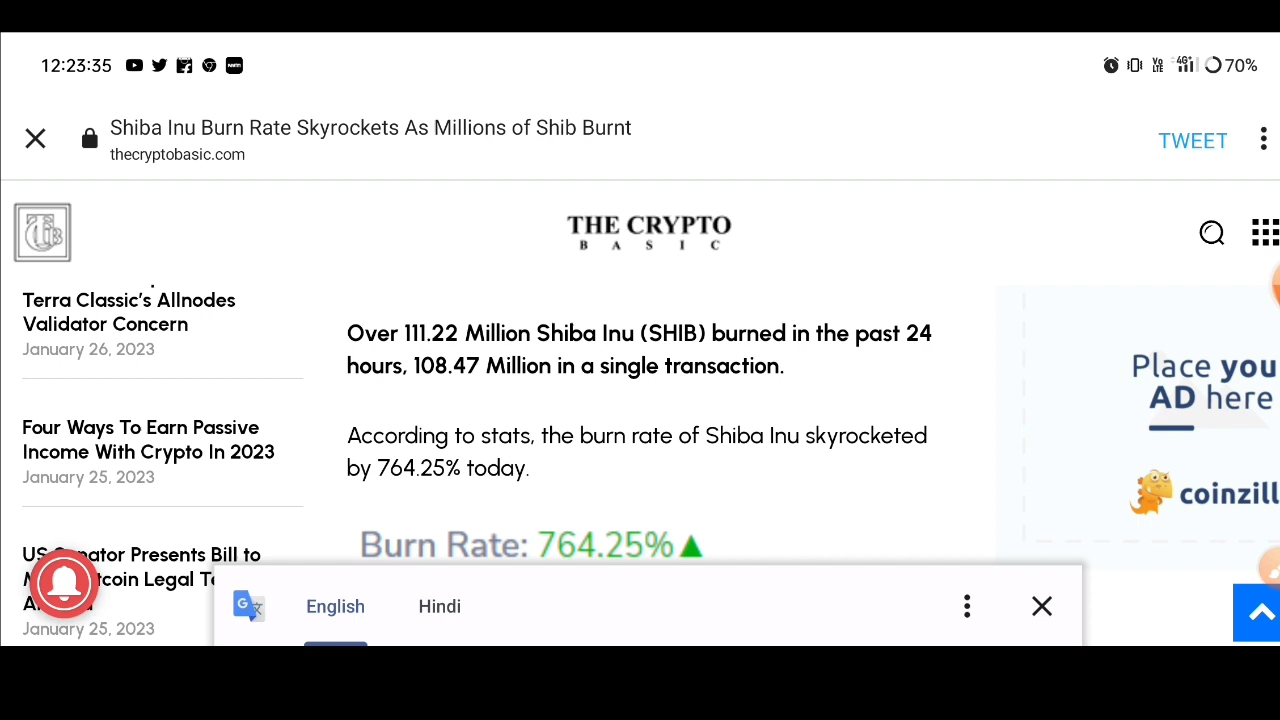 12:23:35
70%
Shiba Inu Burn Rate Skyrockets As Millions of Shib Burnt
thecryptobasic.com
TWEET
THE CRYPTO
BASIC
Terra Classic's Allnodes
Validator Concern
January 26, 2023
Four Ways To Earn Passive
Income With Crypto In 2023
January 25, 2023
US Senator Presents Bill to
January 25, 2023
Over 111.22 Million Shiba Inu (SHIB) burned in the past 24
hours, 108.47 Million in a single transaction.
According to stats, the burn rate of Shiba Inu skyrocketed
by 764.25% today.
Burn Rate: 764.25%▲
Place you
AD here
coinzill
English
Hindi